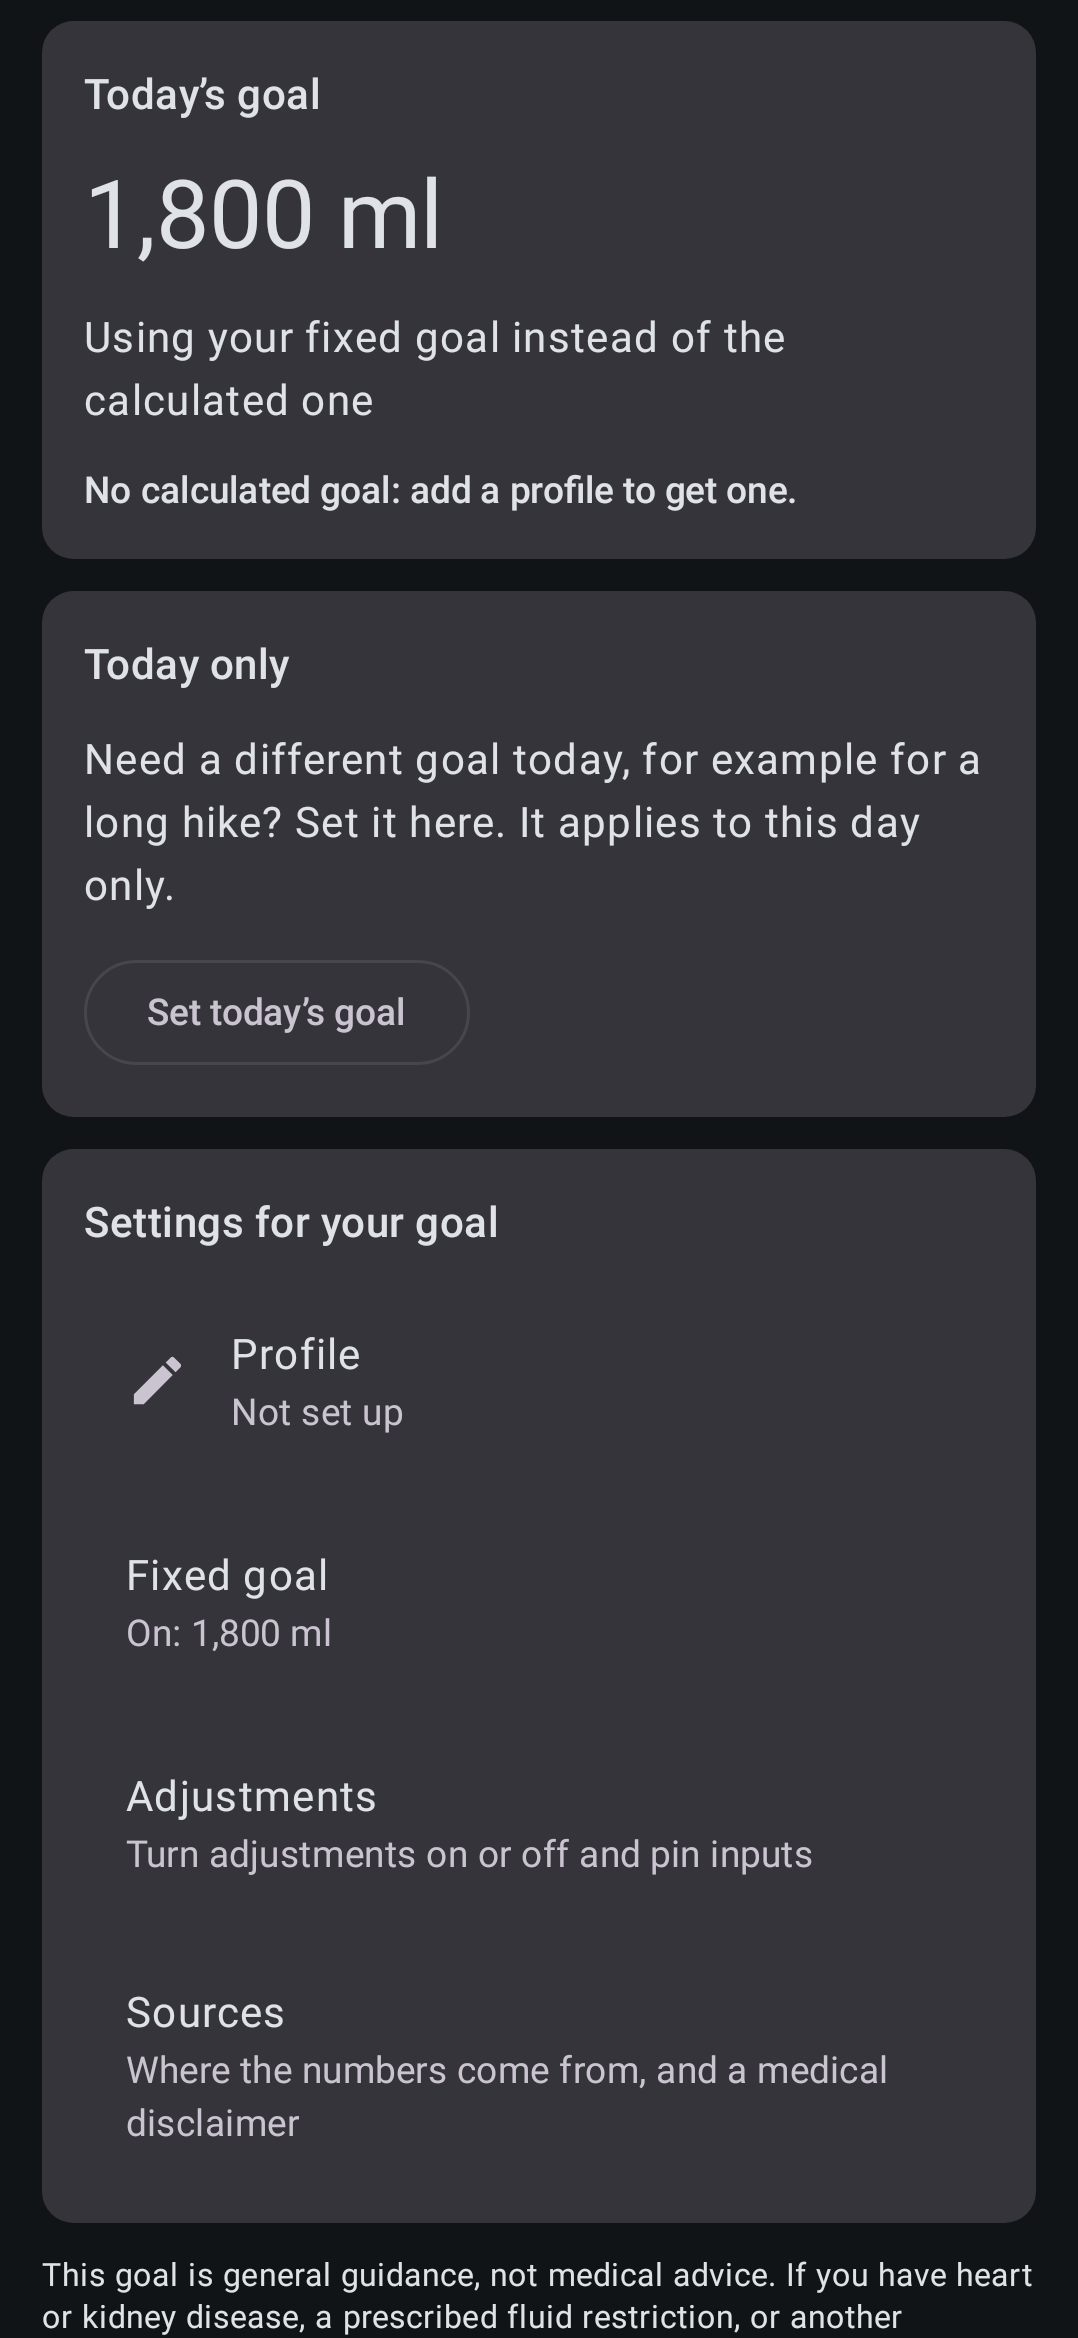 Today’s goal
1,800 ml
Using your fixed goal instead of the
calculated one
No calculated goal: add a profile to get one.
Today only
Need a different goal today, for example for a
long hike? Set it here. It applies to this day
only.
Set today’s goal
Settings for your goal
Profile
Not set up
Fixed goal
On: 1,800 ml
Adjustments
Turn adjustments on or off and pin inputs
Sources
Where the numbers come from, and a medical
disclaimer
This goal is general guidance, not medical advice. If you have heart
or kidney disease, a prescribed fluid restriction, or another